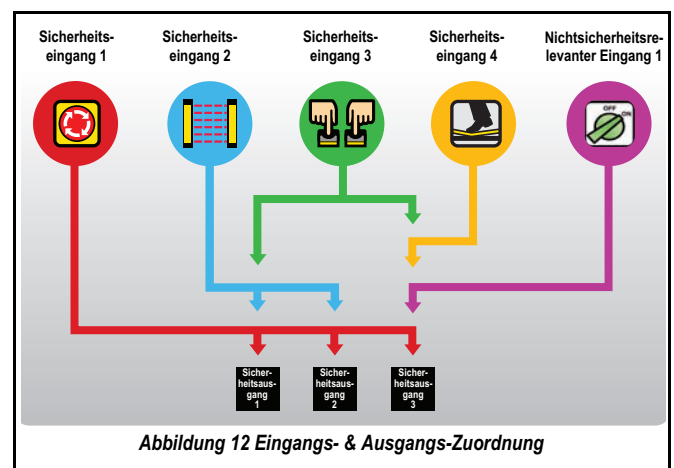 Sicherheits-
eingang 1
Sicherheits-
eingang 2
Sicherheits-
eingang 3
Sicherheits-
eingang 4
Nichtsicherheitsre-
levanter Eingang 1
OFF
ON
Sicher-
heitsaus-
gang
1
Sicher-
heitsaus-
gang
2
Sicher-
heitsaus-
gang
3
Abbildung 12 Eingangs- & Ausgangs-Zuordnung